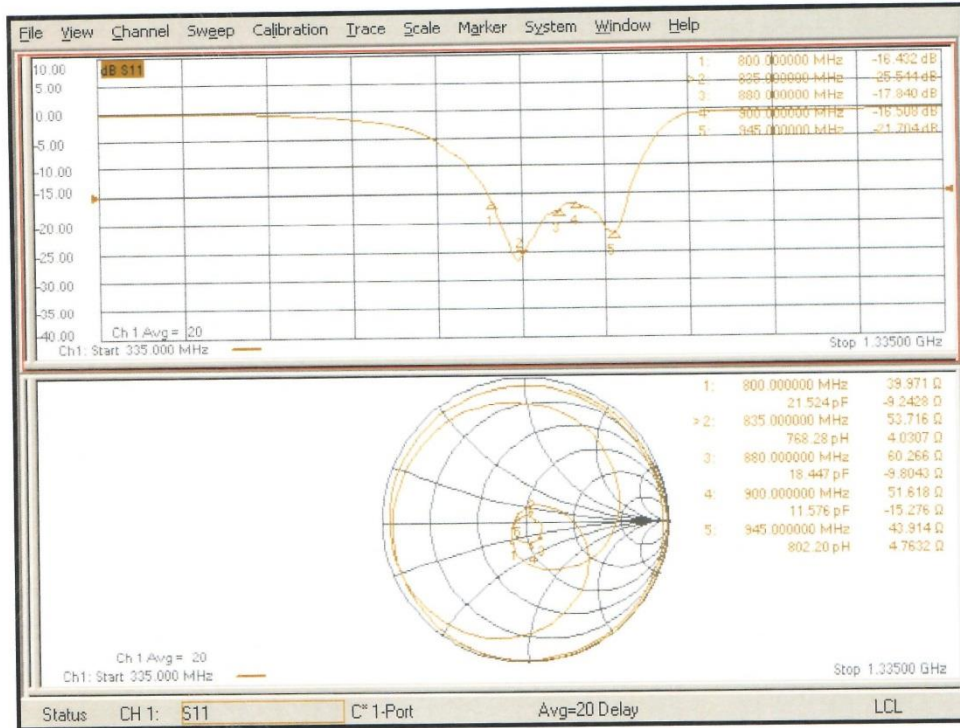 File View Channel Sweep Calibration Trace Scale Marker System Window Help
10.00
dB S11
5.00
0.00
-5.00
-10.00
-15.00
-20.00
-25.00
-30.00
-35.00
-40.00
1: 800.000000 MHz -16.432 dB
>2: 835.000000 MHz -25.544 dB
3: 880.000000 MHz -17.840 dB
4: 900.000000 MHz -16.508 dB
5: 945.000000 MHz -21.704 dB
1
2
3
4
5
Ch 1 Avg = 20
Ch1: Start 335.000 MHz
Stop 1.33500 GHz
1: 800.000000 MHz 39.971 Ω
21.524 pF -9.2428 Ω
>2: 835.000000 MHz 53.716 Ω
768.28 pH 4.0307 Ω
3: 880.000000 MHz 60.266 Ω
18.447 pF -9.8043 Ω
4: 900.000000 MHz 51.618 Ω
11.576 pF -15.276 Ω
5: 945.000000 MHz 43.914 Ω
802.20 pH 4.7632 Ω
Ch 1 Avg = 20
Ch1: Start 335.000 MHz
Stop 1.33500 GHz
Status CH 1: S11 C* 1-Port Avg=20 Delay LCL